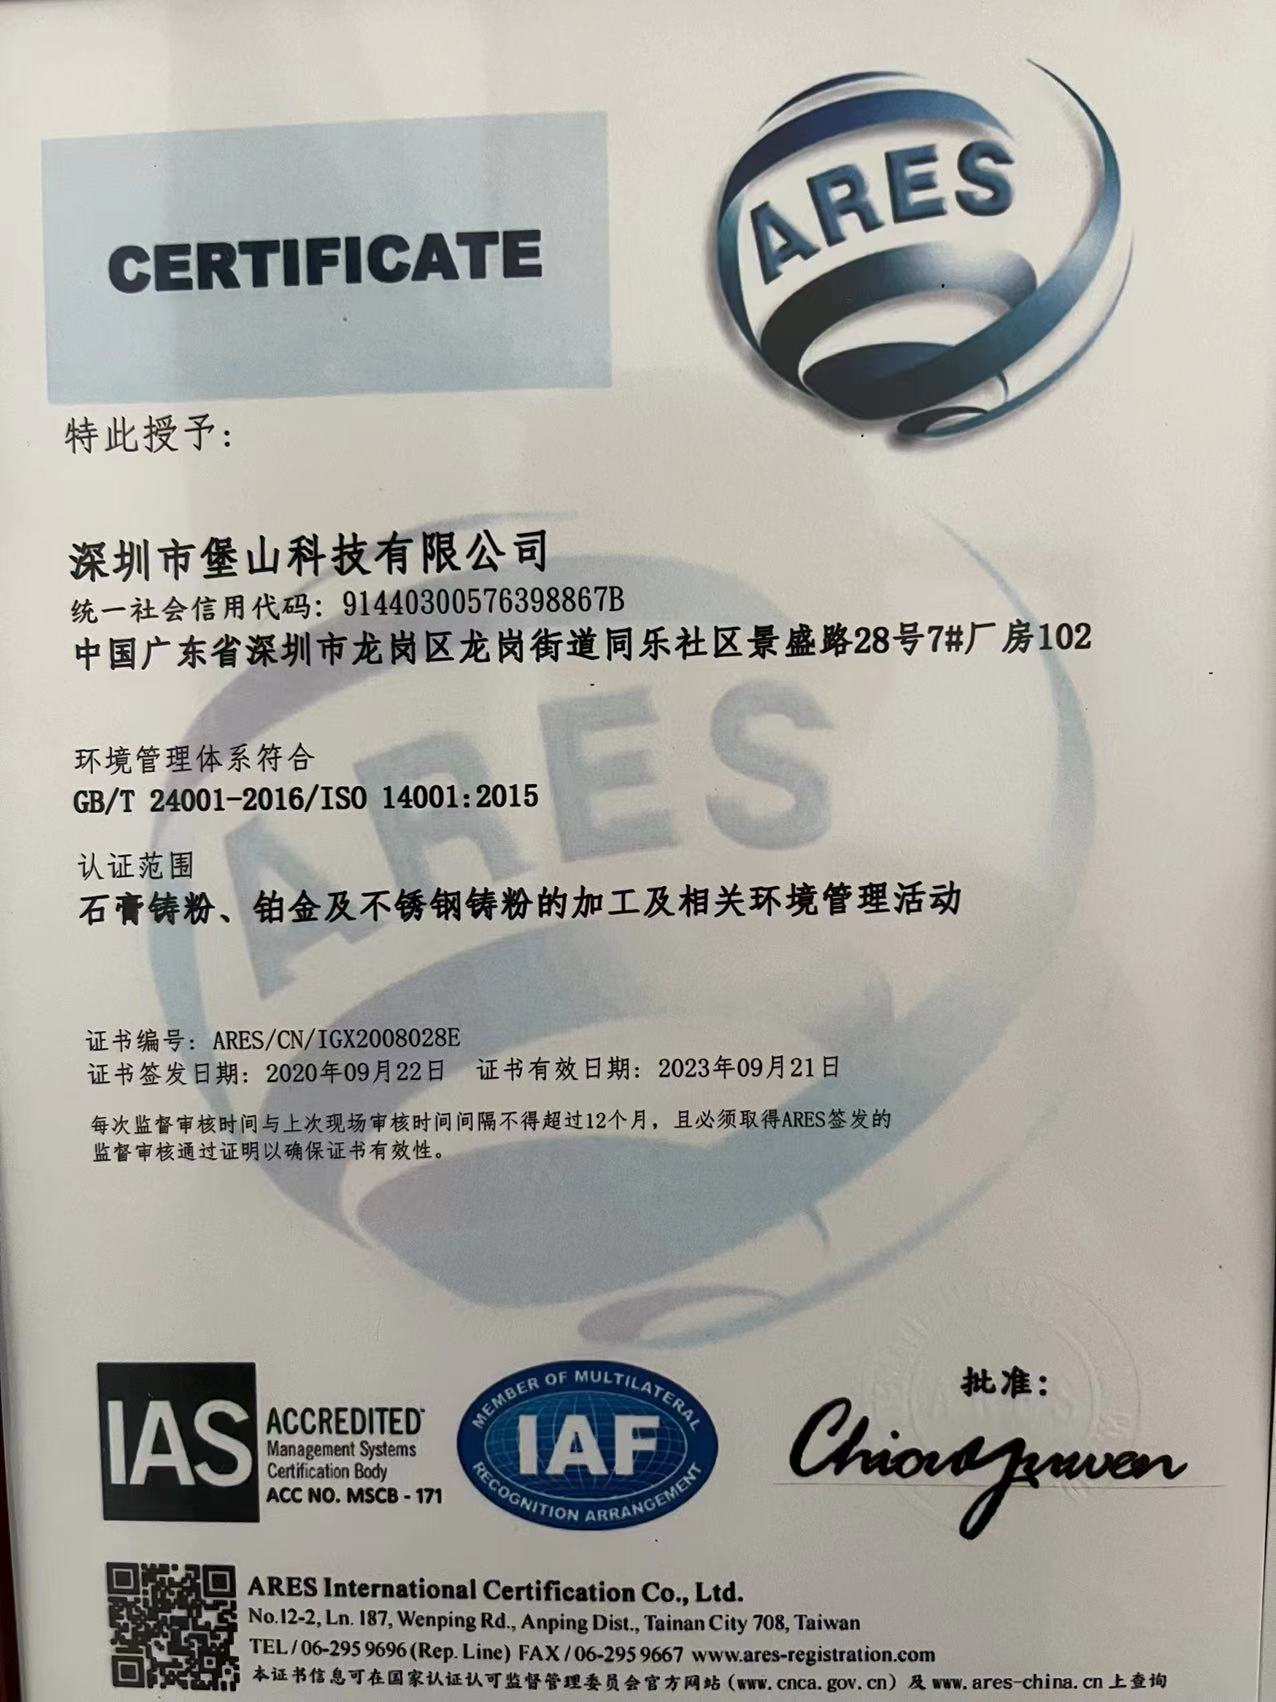 CERTIFICATE
ARES
特此授予:
深圳市堡山科技有限公司
统一社会信用代码: 91440300576398867B
中国广东省深圳市龙岗区龙岗街道同乐社区景盛路28号7#厂房102
ARES
环境管理体系符合
GB/T 24001-2016/ISO 14001:2015
认证范围
石膏铸粉、铂金及不锈钢铸粉的加工及相关环境管理活动
证书编号: ARES/CN/IGX2008028E
证书签发日期: 2020年09月22日 证书有效日期: 2023年09月21日
每次监督审核时间与上次现场审核时间间隔不得超过12个月，且必须取得ARES签发的
监督审核通过证明以确保证书有效性。
IAS ACCREDITED
Management Systems
Certification Body
ACC NO. MSCB - 171
MEMBER OF MULTILATERAL
IAF
RECOGNITION ARRANGEMENT
批准:
ARES International Certification Co., Ltd.
No.12-2, Ln. 187, Wenping Rd., Anping Dist., Tainan City 708, Taiwan
TEL / 06-295 9696 (Rep. Line) FAX / 06-295 9667 www.ares-registration.com
本证书信息可在国家认证认可监督管理委员会官方网站 (www.cnca.gov.cn) 及 www.ares-china.cn 上查询